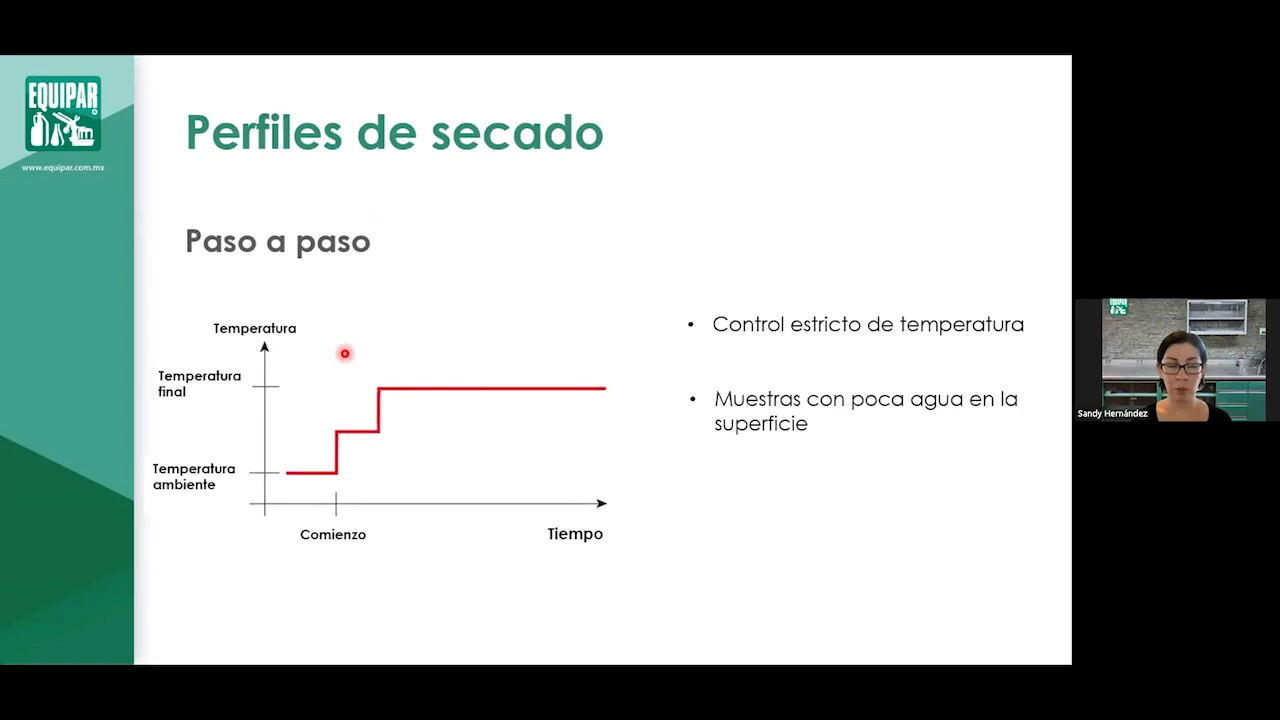 EQUIPAR
www.equipar.com.mx
Perfiles de secado
Paso a paso
Temperatura
Temperatura
final
Temperatura
ambiente
Comienzo
Tiempo
• Control estricto de temperatura
• Muestras con poca agua en la
superficie
EQUIPAR
Sandy Hernández